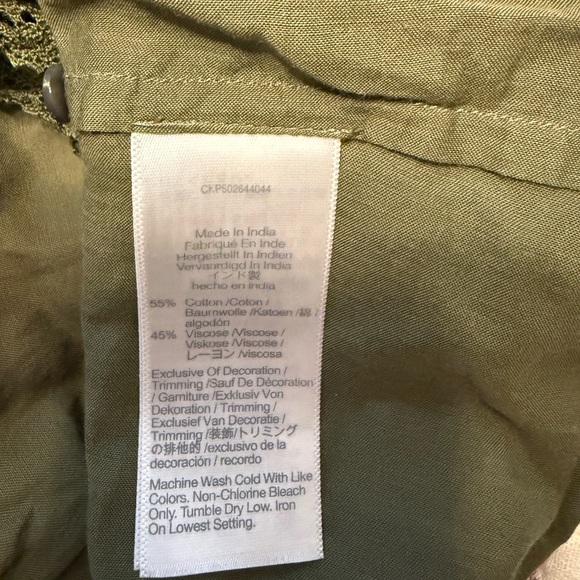 CKPS02644044
Made In India
Fabriqué En Inde
Hergestellt In Indien
Vervaardigd In India
インド製
hecho en india
55% Cotton /Coton /
Baumwolle /Katoen /綿 /
algodón
45% Viscose /Viscose /
Viskose /Viscose /
レーヨン /viscosa
Exclusive Of Decoration /
Trimming /Sauf De Décoration
/ Garniture /Exklusiv Von
Dekoration / Trimming /
Exclusief Van Decoratie /
Trimming /装飾/トリミング
の排他的 /exclusivo de la
decoración / recordo
Machine Wash Cold With Like
Colors. Non-Chlorine Bleach
Only. Tumble Dry Low. Iron
On Lowest Setting.